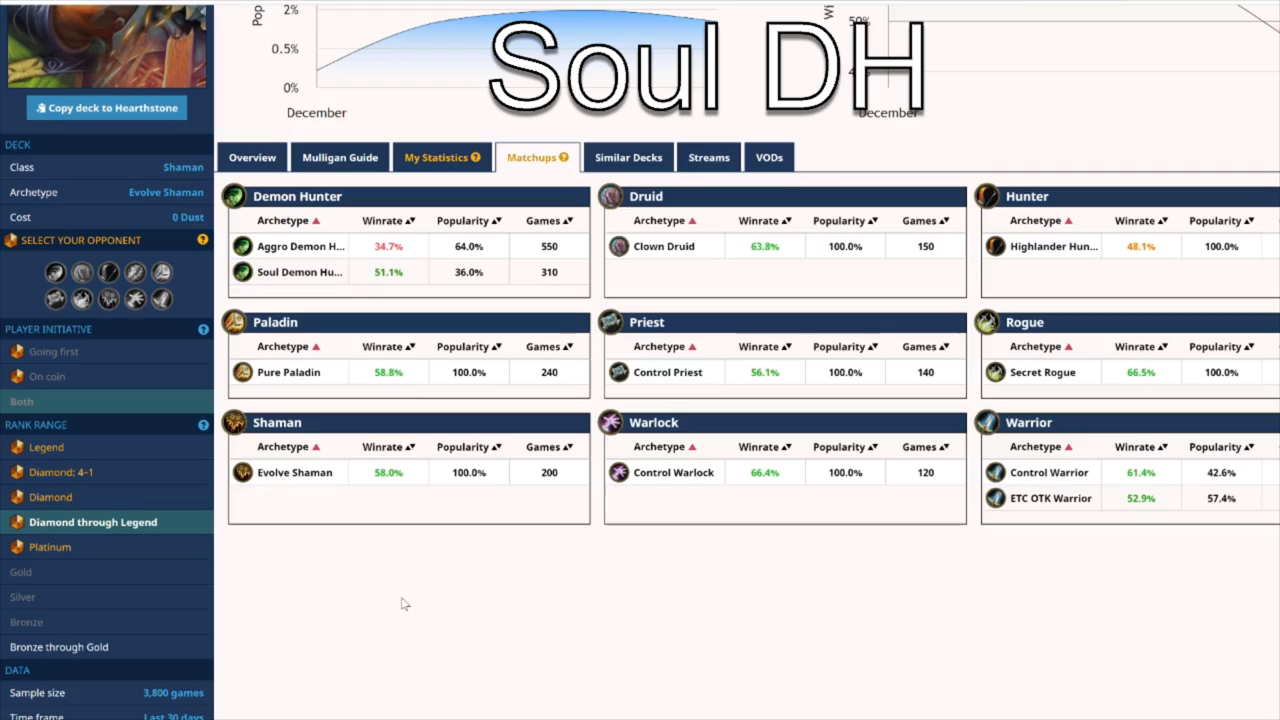 Pop
2%
0.5%
0%
December
Soul DH
Wi
50%
December
Copy deck to Hearthstone
DECK
Class Shaman
Archetype Evolve Shaman
Cost 0 Dust
SELECT YOUR OPPONENT ?
PLAYER INITIATIVE ?
Going first
On coin
Both
RANK RANGE ?
Legend
Diamond: 4-1
Diamond
Diamond through Legend
Platinum
Gold
Silver
Bronze
Bronze through Gold
DATA
Sample size 3,800 games
Time frame Last 30 days
Overview Mulligan Guide My Statistics ? Matchups ? Similar Decks Streams VODs
Demon Hunter
Archetype Winrate Popularity Games
Aggro Demon H... 34.7% 64.0% 550
Soul Demon Hu... 51.1% 36.0% 310
Druid
Archetype Winrate Popularity Games
Clown Druid 63.8% 100.0% 150
Hunter
Archetype Winrate Popularity
Highlander Hun... 48.1% 100.0%
Paladin
Archetype Winrate Popularity Games
Pure Paladin 58.8% 100.0% 240
Priest
Archetype Winrate Popularity Games
Control Priest 56.1% 100.0% 140
Rogue
Archetype Winrate Popularity
Secret Rogue 66.5% 100.0%
Shaman
Archetype Winrate Popularity Games
Evolve Shaman 58.0% 100.0% 200
Warlock
Archetype Winrate Popularity Games
Control Warlock 66.4% 100.0% 120
Warrior
Archetype Winrate Popularity
Control Warrior 61.4% 42.6%
ETC OTK Warrior 52.9% 57.4%